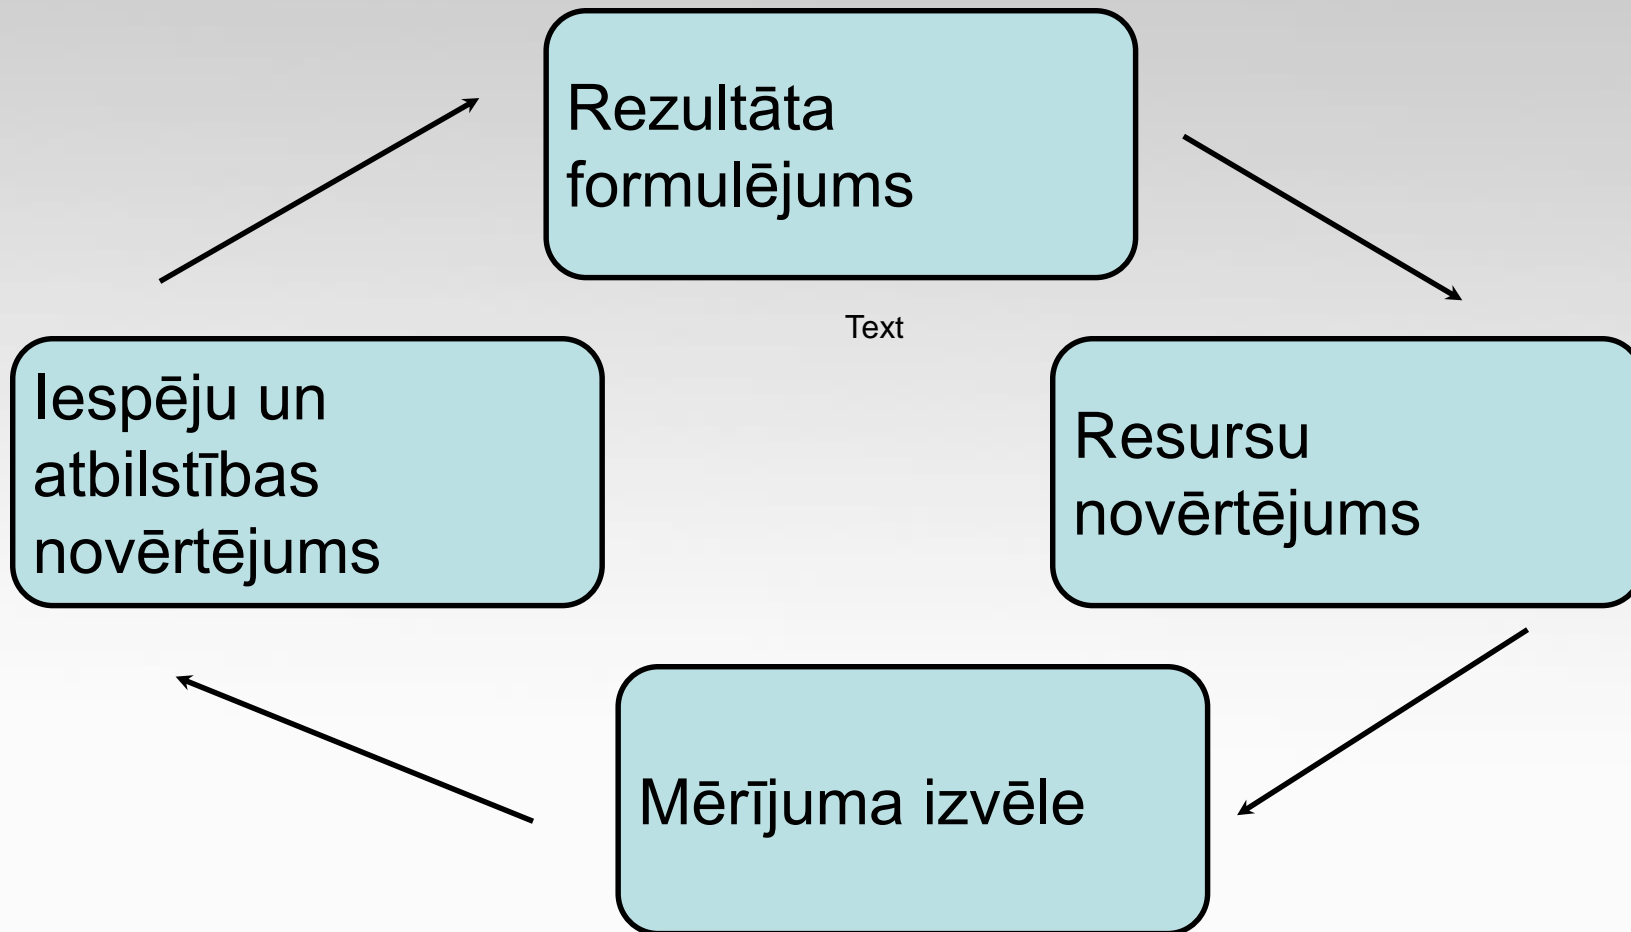 Rezultāta
formulējums
Text
Iespēju un
atbilstības
novērtējums
Resursu
novērtējums
Mērījuma izvēle